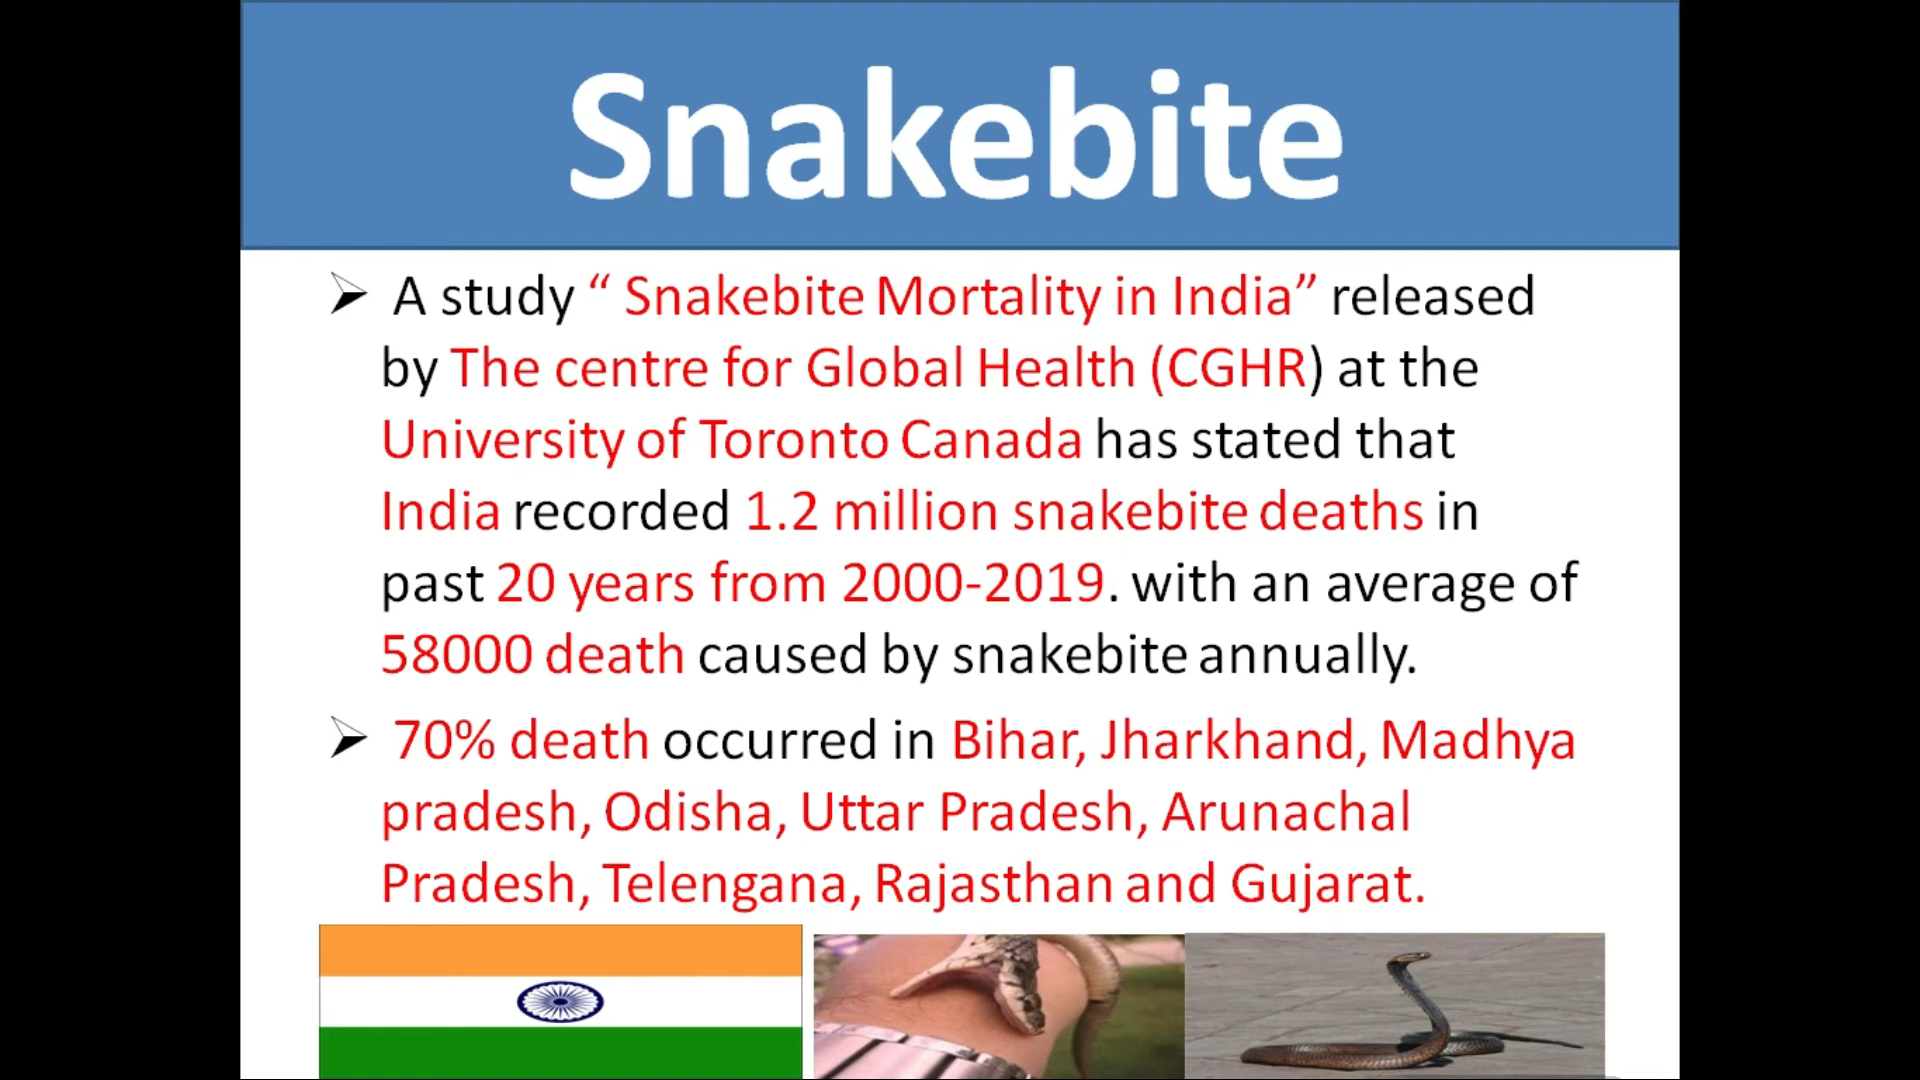 Snakebite
➢ A study “ Snakebite Mortality in India” released
by The centre for Global Health (CGHR) at the
University of Toronto Canada has stated that
India recorded 1.2 million snakebite deaths in
past 20 years from 2000-2019. with an average of
58000 death caused by snakebite annually.
➢ 70% death occurred in Bihar, Jharkhand, Madhya
pradesh, Odisha, Uttar Pradesh, Arunachal
Pradesh, Telengana, Rajasthan and Gujarat.